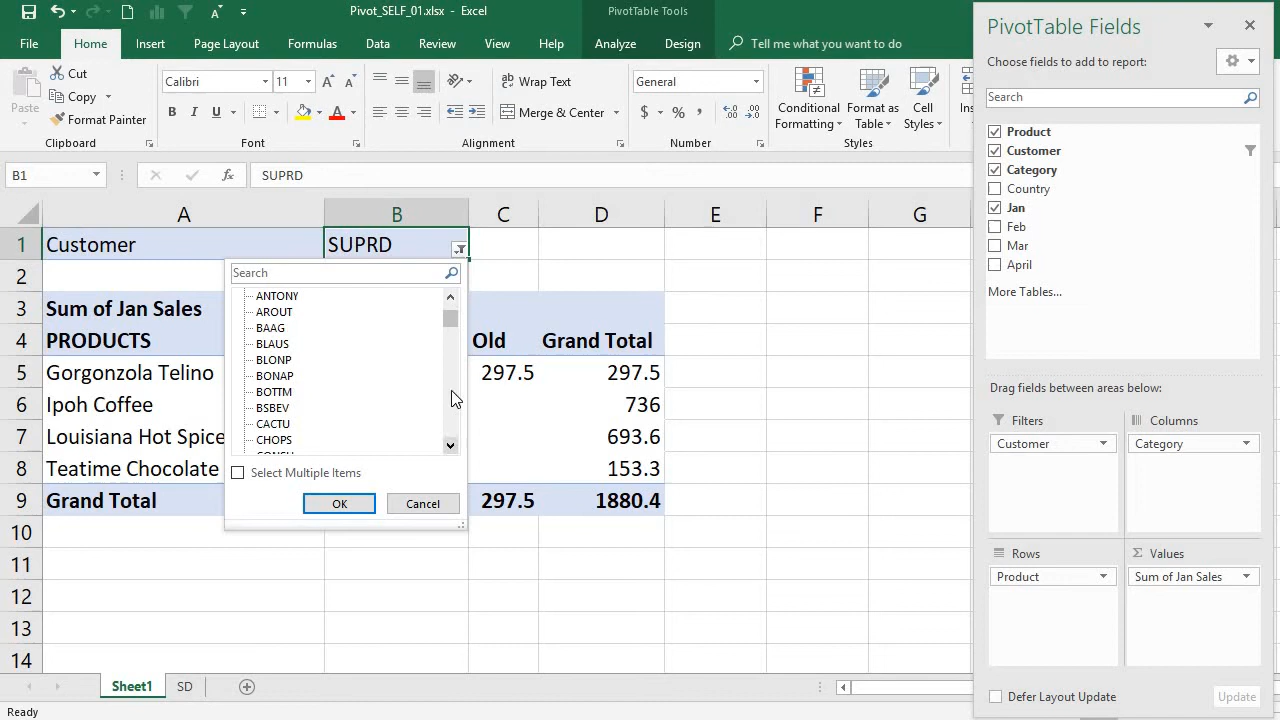 Pivot_SELF_01.xlsx - Excel
PivotTable Tools
File
Home
Insert
Page Layout
Formulas
Data
Review
View
Help
Analyze
Design
Tell me what you want to do
Paste
Cut
Copy
Format Painter
Clipboard
Calibri
11
B I U
Font
Wrap Text
Merge & Center
Alignment
General
$ % ,
Number
Conditional Formatting
Format as Table
Cell Styles
Styles
B1
fx
SUPRD
A B C D E F G
1 Customer SUPRD
2
3 Sum of Jan Sales
4 PRODUCTS Old Grand Total
5 Gorgonzola Telino 297.5 297.5
6 Ipoh Coffee 736
7 Louisiana Hot Spice 693.6
8 Teatime Chocolate 153.3
9 Grand Total 297.5 1880.4
10
11
12
13
14
Search
ANTONY
AROUT
BAAG
BLAUS
BLONP
BONAP
BOTTM
BSBEV
CACTU
CHOPS
Select Multiple Items
OK
Cancel
Sheet1
SD
Ready
PivotTable Fields
Choose fields to add to report:
Search
Product
Customer
Category
Country
Jan
Feb
Mar
April
More Tables...
Drag fields between areas below:
Filters
Columns
Customer
Category
Rows
Values
Product
Sum of Jan Sales
Defer Layout Update
Update